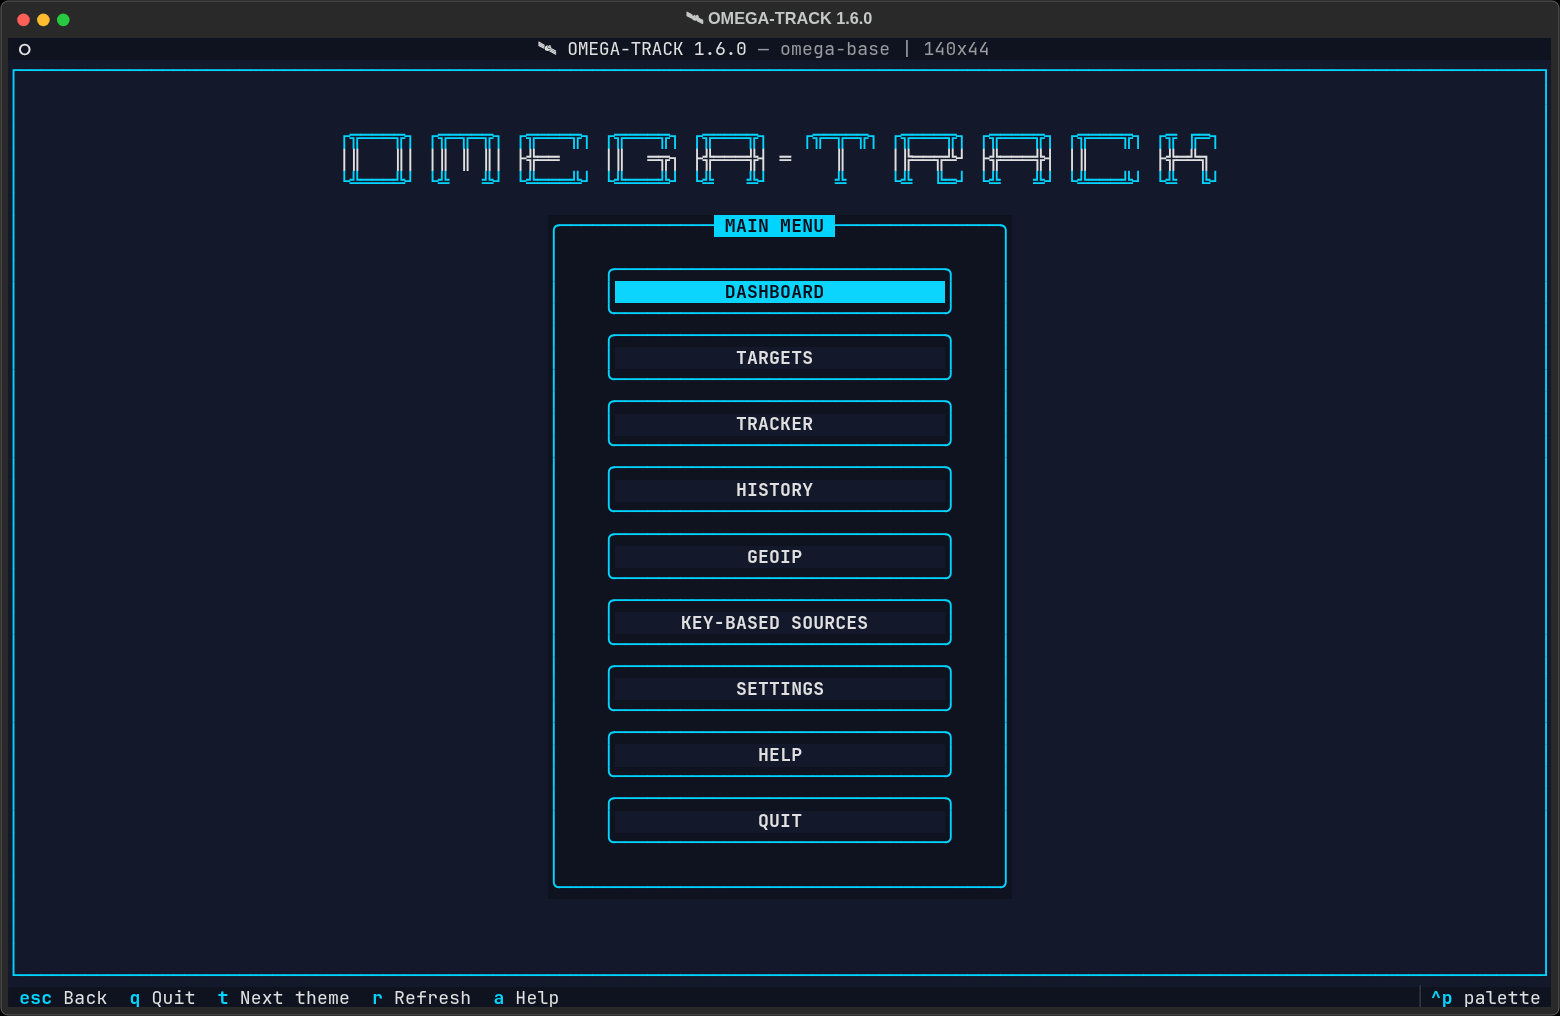 🛰 OMEGA-TRACK 1.6.0
🛰 OMEGA-TRACK 1.6.0 — omega-base | 140x44
OMEGA-TRACK
MAIN MENU
DASHBOARD
TARGETS
TRACKER
HISTORY
GEOIP
KEY-BASED SOURCES
SETTINGS
HELP
QUIT
esc Back q Quit t Next theme r Refresh a Help ^p palette